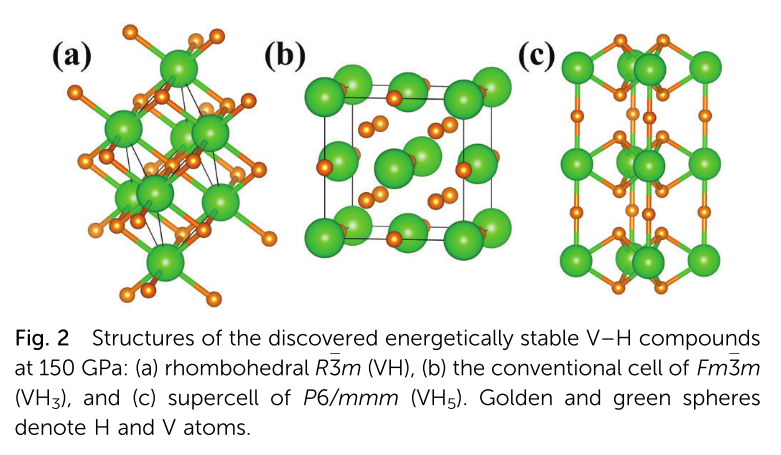 (a) (b) (c)
Fig. 2 Structures of the discovered energetically stable V–H compounds
at 150 GPa: (a) rhombohedral R3̅m (VH), (b) the conventional cell of Fm3̅m
(VH₃), and (c) supercell of P6/mmm (VH₅). Golden and green spheres
denote H and V atoms.